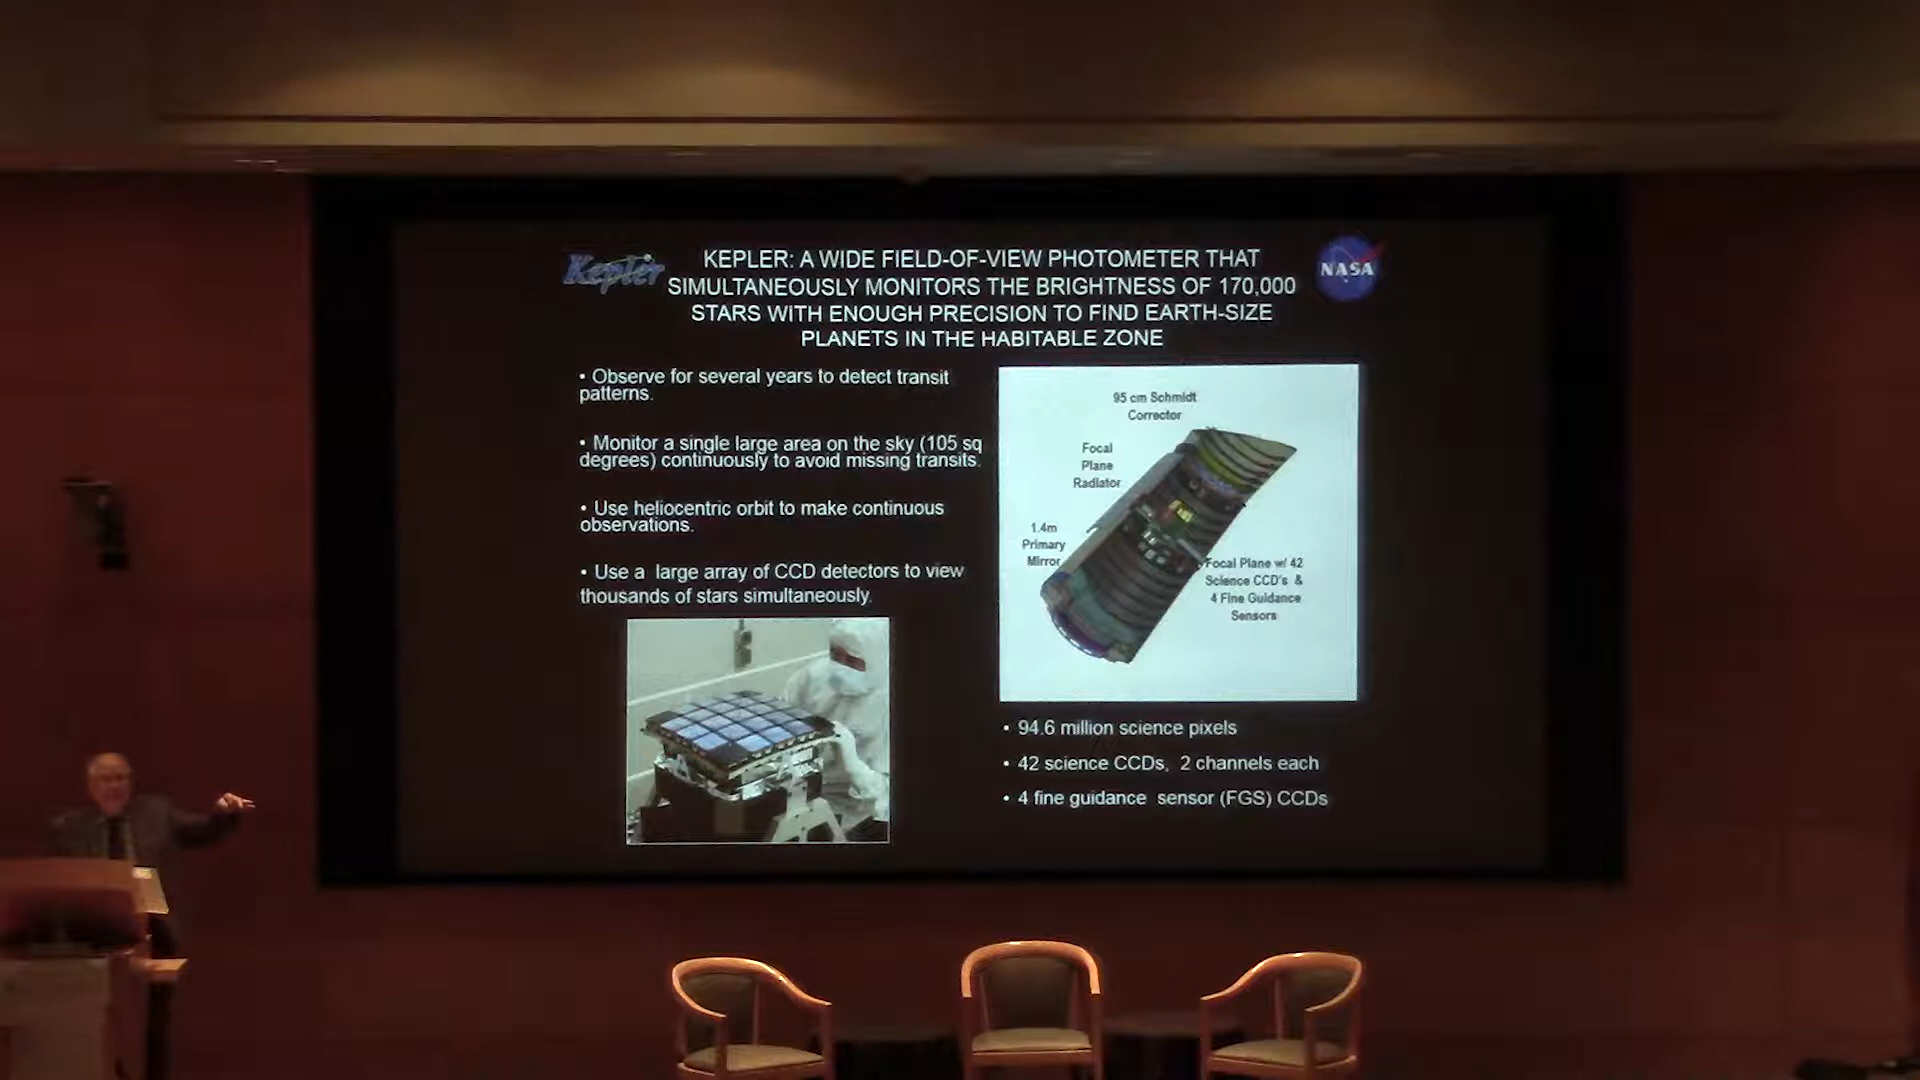 Kepler
KEPLER: A WIDE FIELD-OF-VIEW PHOTOMETER THAT
SIMULTANEOUSLY MONITORS THE BRIGHTNESS OF 170,000
STARS WITH ENOUGH PRECISION TO FIND EARTH-SIZE
PLANETS IN THE HABITABLE ZONE
NASA
• Observe for several years to detect transit
patterns.
• Monitor a single large area on the sky (105 sq
degrees) continuously to avoid missing transits.
• Use heliocentric orbit to make continuous
observations.
• Use a large array of CCD detectors to view
thousands of stars simultaneously.
95 cm Schmidt
Corrector
Focal
Plane
Radiator
1.4m
Primary
Mirror
Focal Plane w/ 42
Science CCD's &
4 Fine Guidance
Sensors
• 94.6 million science pixels
• 42 science CCDs, 2 channels each
• 4 fine guidance sensor (FGS) CCDs